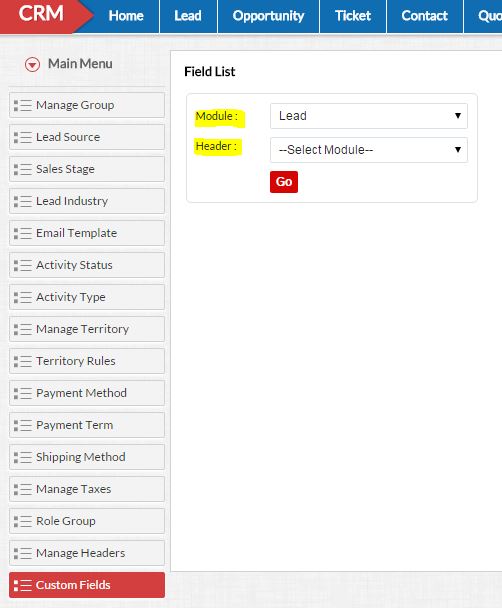 CRM Home Lead Opportunity Ticket Contact Quo
Main Menu
Manage Group
Lead Source
Sales Stage
Lead Industry
Email Template
Activity Status
Activity Type
Manage Territory
Territory Rules
Payment Method
Payment Term
Shipping Method
Manage Taxes
Role Group
Manage Headers
Custom Fields
Field List
Module : Lead
Header : --Select Module--
Go